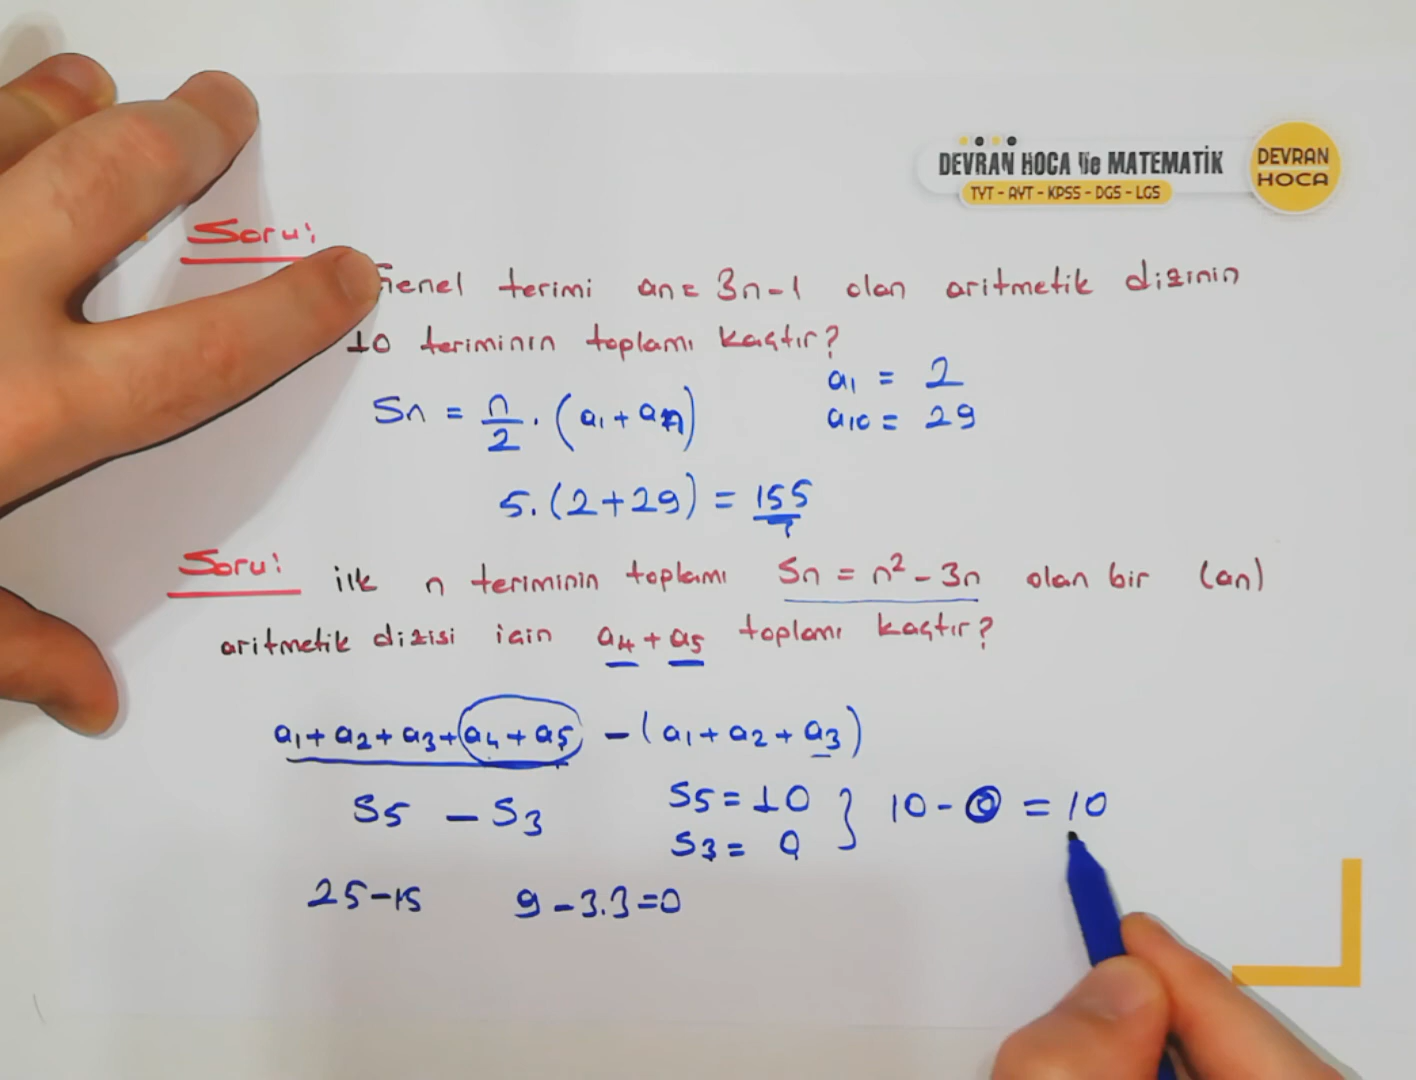 DEVRAN HOCA ile MATEMATİK
TYT - AYT - KPSS - DGS - LGS
DEVRAN
HOCA
Soru:
Genel terimi an = 3n-1 olan aritmetik dizinin
10 teriminin toplamı kaçtır?
a1 = 2
Sn = n/2 . (a1 + an)
a10 = 29
5.(2+29) = 155
Soru: ilk n teriminin toplamı Sn = n² - 3n olan bir (an)
aritmetik dizisi için a4 + a5 toplamı kaçtır?
a1 + a2 + a3 + a4 + a5 - (a1 + a2 + a3)
S5 - S3 S5 = 10 } 10 - 0 = 10
S3 = 0
25-15 9-3.3=0